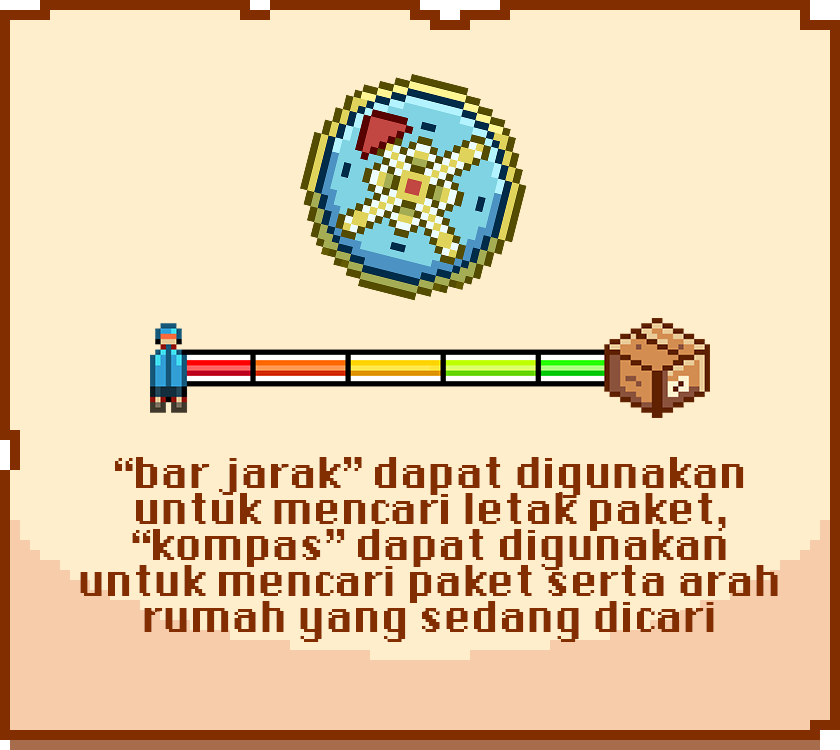 “bar jarak” dapat digunakan
untuk mencari letak paket,
“kompas” dapat digunakan
untuk mencari paket serta arah
rumah yang sedang dicari